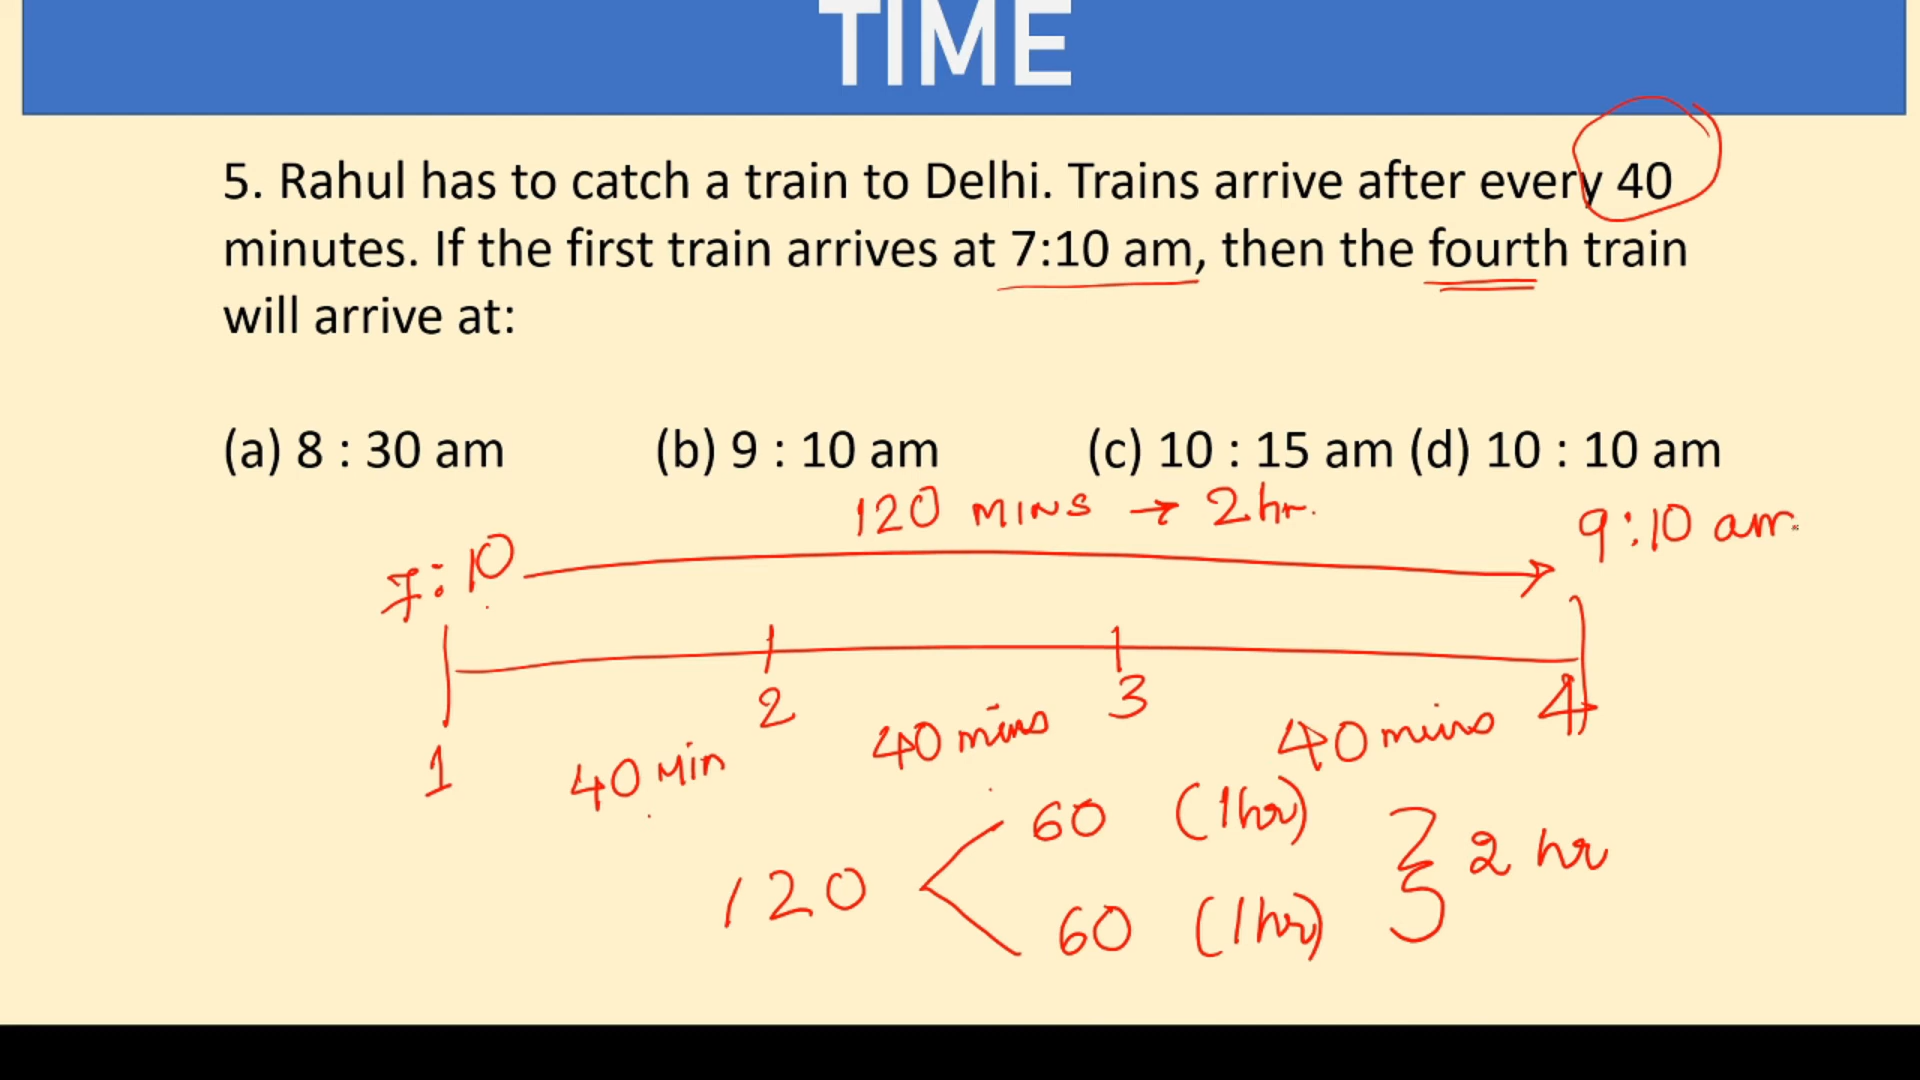 TIME
5. Rahul has to catch a train to Delhi. Trains arrive after every 40
minutes. If the first train arrives at 7:10 am, then the fourth train
will arrive at:
(a) 8 : 30 am (b) 9 : 10 am (c) 10 : 15 am (d) 10 : 10 am
120 MINS → 2 hr.
9:10 am
7:10
1 2 3 4
40 Min 40 mins 40 mins
60 (1hr)
120 2 hr
60 (1hr)